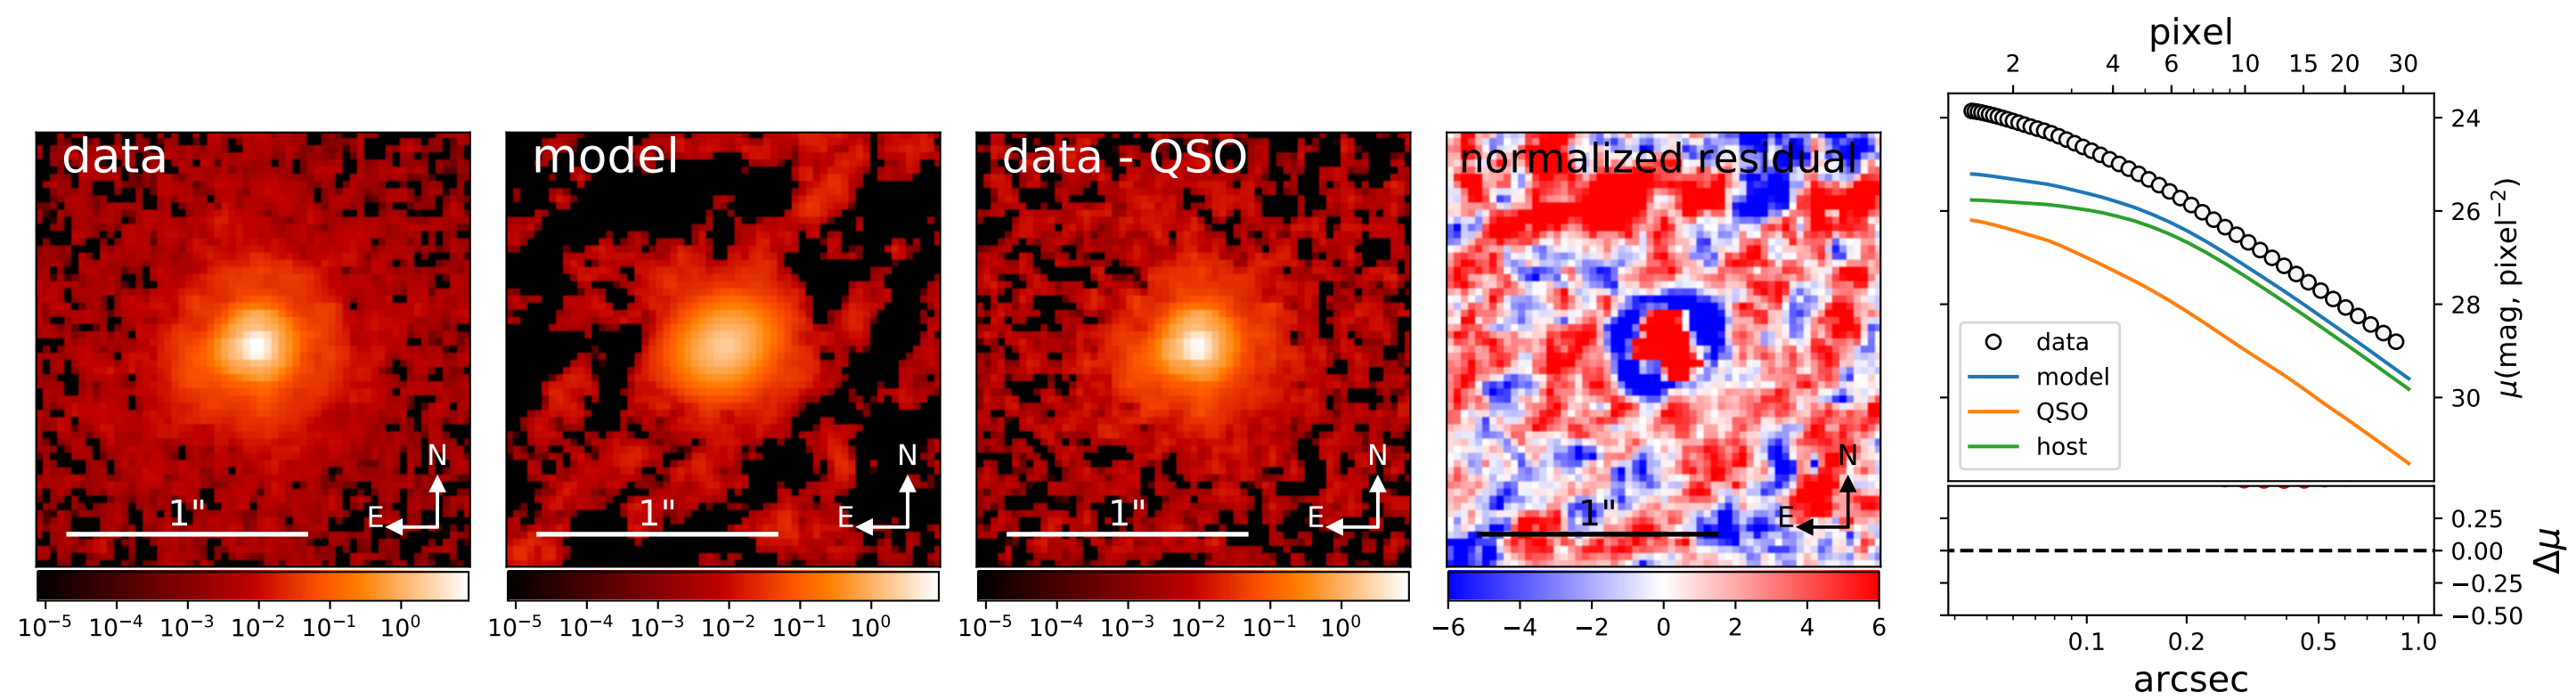 data
N
E
1"
10⁻⁵ 10⁻⁴ 10⁻³ 10⁻² 10⁻¹ 10⁰
model
N
E
1"
10⁻⁵ 10⁻⁴ 10⁻³ 10⁻² 10⁻¹ 10⁰
data - QSO
N
E
1"
10⁻⁵ 10⁻⁴ 10⁻³ 10⁻² 10⁻¹ 10⁰
normalized residual
N
E
1"
−6 −4 −2 0 2 4 6
pixel
2 4 6 10 15 20 30
24
26
28
30
μ(mag, pixel⁻²)
data
model
QSO
host
0.25
0.00
−0.25
−0.50
Δμ
0.1 0.2 0.5 1.0
arcsec